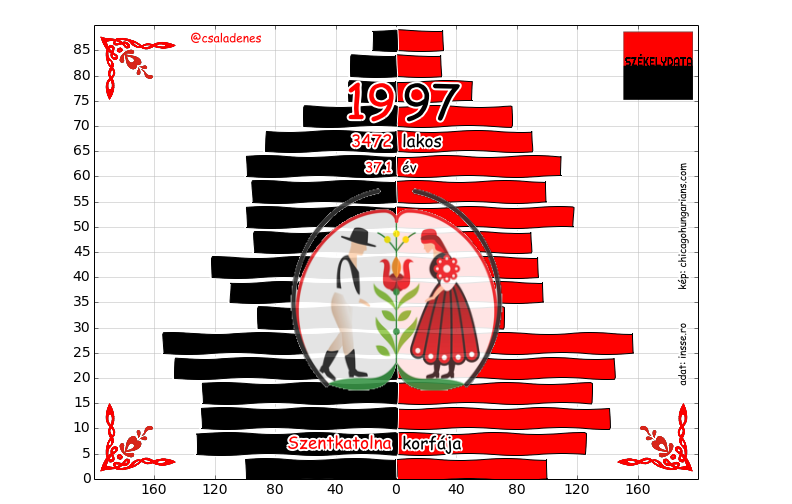 @csaladenes
SZÉKELYDATA
1997
3472 lakos
37.1 év
kép: chicagohungarians.com
adat: insse.ro
Szentkatolna korfája
85
80
75
70
65
60
55
50
45
40
35
30
25
20
15
10
5
0
160 120 80 40 0 40 80 120 160